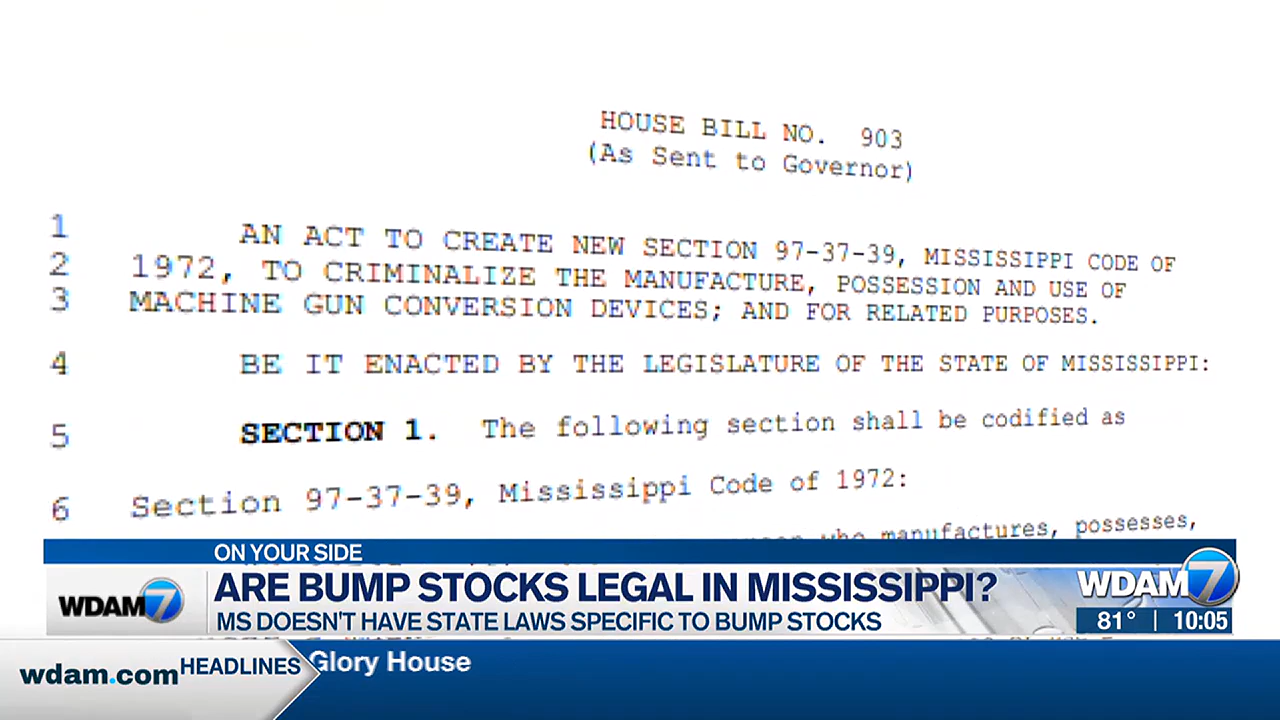 HOUSE BILL NO. 903
(As Sent to Governor)
1 AN ACT TO CREATE NEW SECTION 97-37-39, MISSISSIPPI CODE OF
2 1972, TO CRIMINALIZE THE MANUFACTURE, POSSESSION AND USE OF
3 MACHINE GUN CONVERSION DEVICES; AND FOR RELATED PURPOSES.
4 BE IT ENACTED BY THE LEGISLATURE OF THE STATE OF MISSISSIPPI:
5 SECTION 1. The following section shall be codified as
6 Section 97-37-39, Mississippi Code of 1972:
who manufactures, possesses,
ON YOUR SIDE
WDAM7 ARE BUMP STOCKS LEGAL IN MISSISSIPPI? WDAM7
MS DOESN'T HAVE STATE LAWS SPECIFIC TO BUMP STOCKS 81° | 10:05
wdam.com HEADLINES Glory House